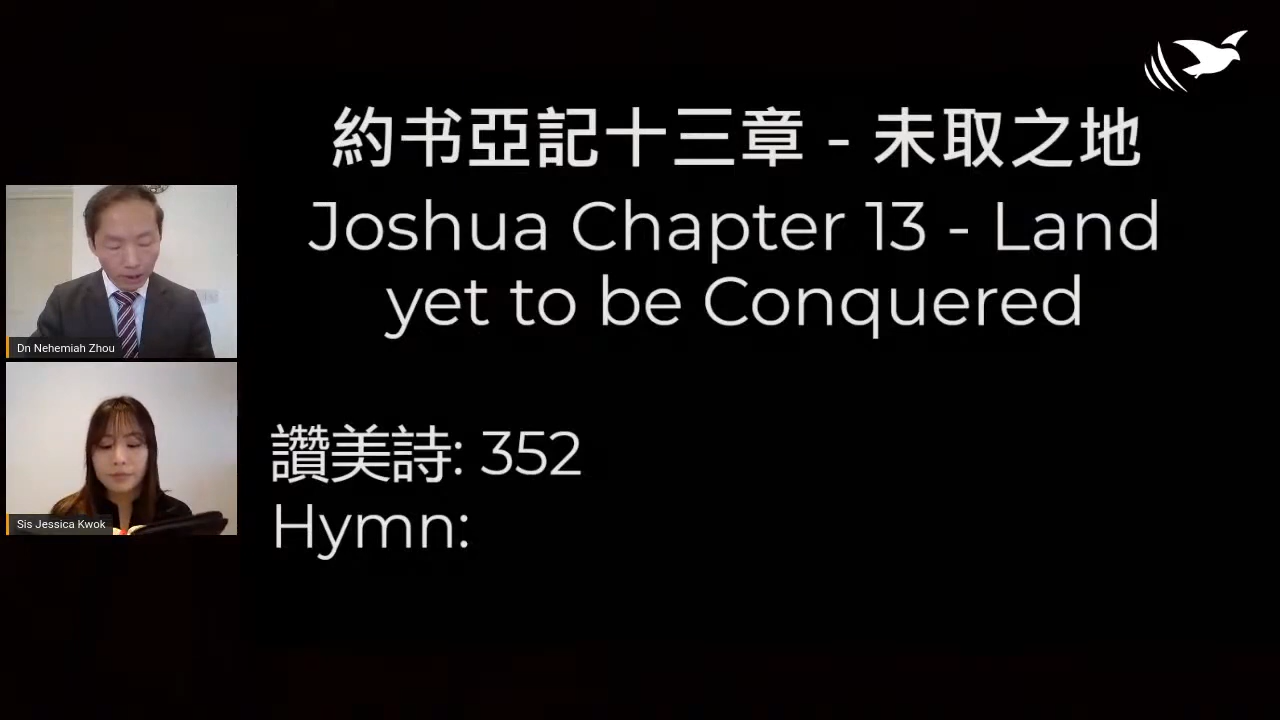 約书亞記十三章 - 未取之地
Joshua Chapter 13 - Land
yet to be Conquered
讚美詩: 352
Hymn:
Dn Nehemiah Zhou
Sis Jessica Kwok